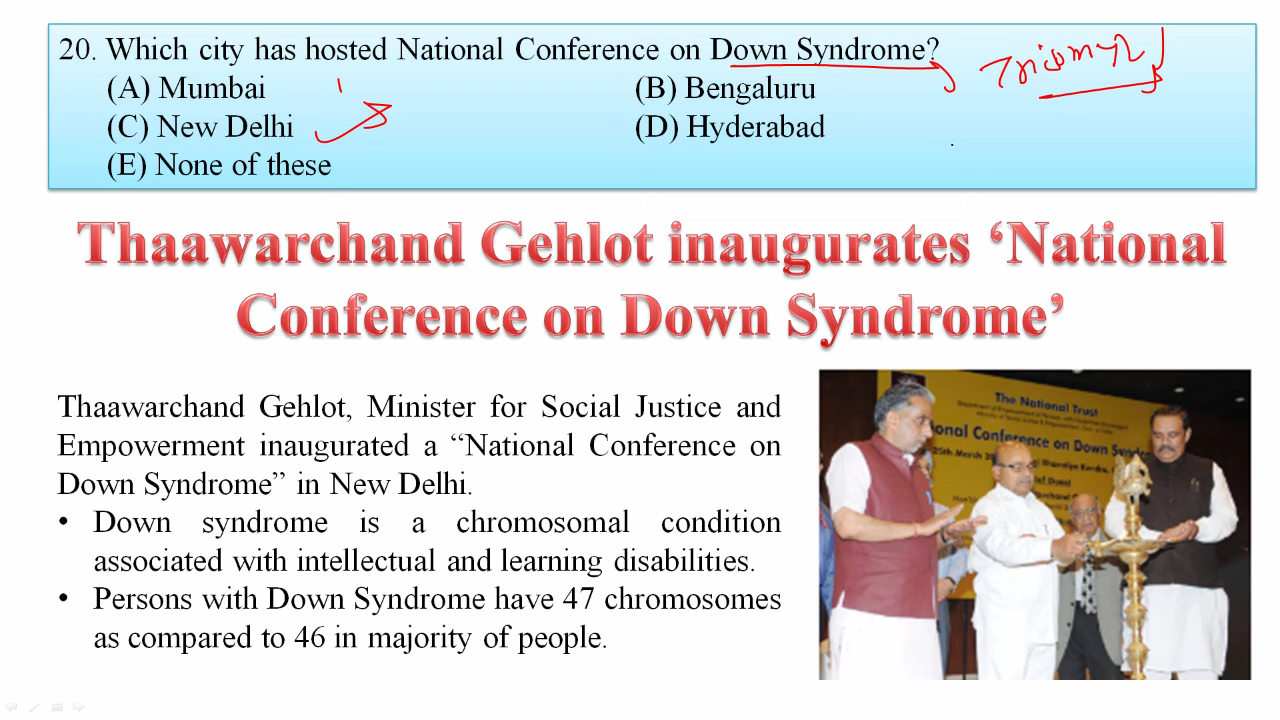 20. Which city has hosted National Conference on Down Syndrome?
(A) Mumbai (B) Bengaluru
(C) New Delhi (D) Hyderabad
(E) None of these
Thaawarchand Gehlot inaugurates ‘National
Conference on Down Syndrome’
Thaawarchand Gehlot, Minister for Social Justice and
Empowerment inaugurated a “National Conference on
Down Syndrome” in New Delhi.
• Down syndrome is a chromosomal condition
associated with intellectual and learning disabilities.
• Persons with Down Syndrome have 47 chromosomes
as compared to 46 in majority of people.
The National Trust
onal Conference on Down Syndro
25th March